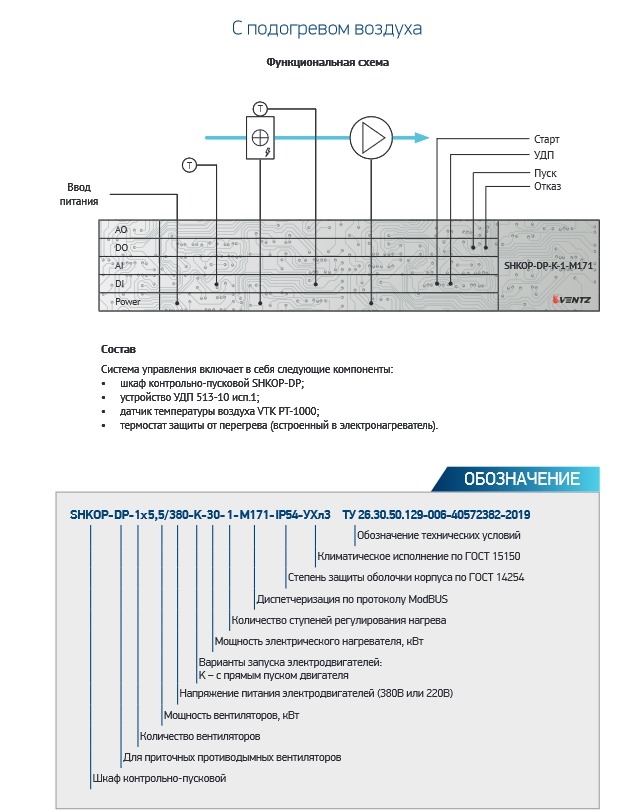 С подогревом воздуха
Функциональная схема
T
T
Старт
УДП
Пуск
Отказ
Ввод
питания
AO
DO
AI
DI
Power
SHKOP-DP-K-1-M171
VENTZ
Состав
Система управления включает в себя следующие компоненты:
• шкаф контрольно-пусковой SHKOP-DP;
• устройство УДП 513-10 исп.1;
• датчик температуры воздуха VTK PT-1000;
• термостат защиты от перегрева (встроенный в электронагреватель).
ОБОЗНАЧЕНИЕ
SHKOP-DP-1x5,5/380-K-30-1-M171-IP54-УХл3 ТУ 26.30.50.129-006-40572382-2019
Обозначение технических условий
Климатическое исполнение по ГОСТ 15150
Степень защиты оболочки корпуса по ГОСТ 14254
Диспетчеризация по протоколу ModBUS
Количество ступеней регулирования нагрева
Мощность электрического нагревателя, кВт
Варианты запуска электродвигателей:
К – с прямым пуском двигателя
Напряжение питания электродвигателей (380В или 220В)
Мощность вентиляторов, кВт
Количество вентиляторов
Для приточных противодымных вентиляторов
Шкаф контрольно-пусковой